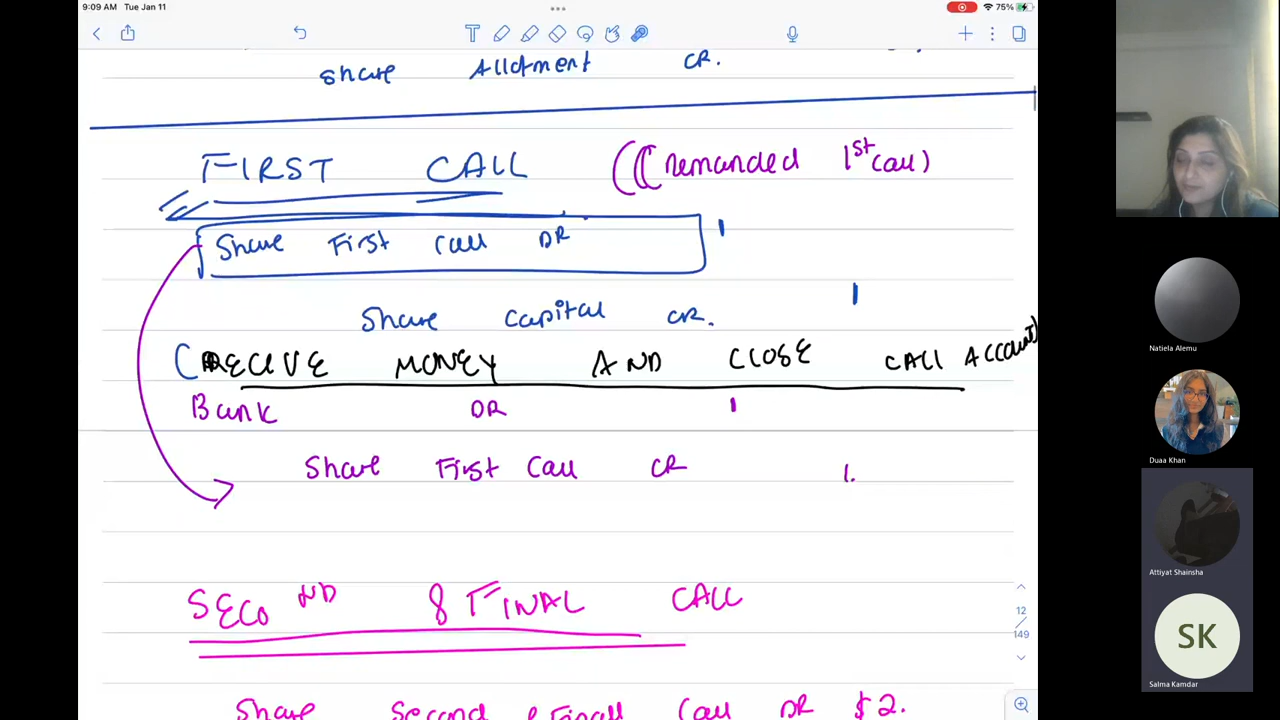 9:09 AM Tue Jan 11
75%
Share Allotment CR.
FIRST CALL ((Demanded 1st Call)
Share First Call DR 1
1
Share Capital CR.
(RECIVE MONEY AND CLOSE CALL ACCOUNT)
Bank DR 1
Share First Call CR 1.
SECOND & FINAL CALL
Share Second & Finall Call DR $2.
12
149
Natiela Alemu
Duaa Khan
Attiyat Shainsha
SK
Salma Kamdar